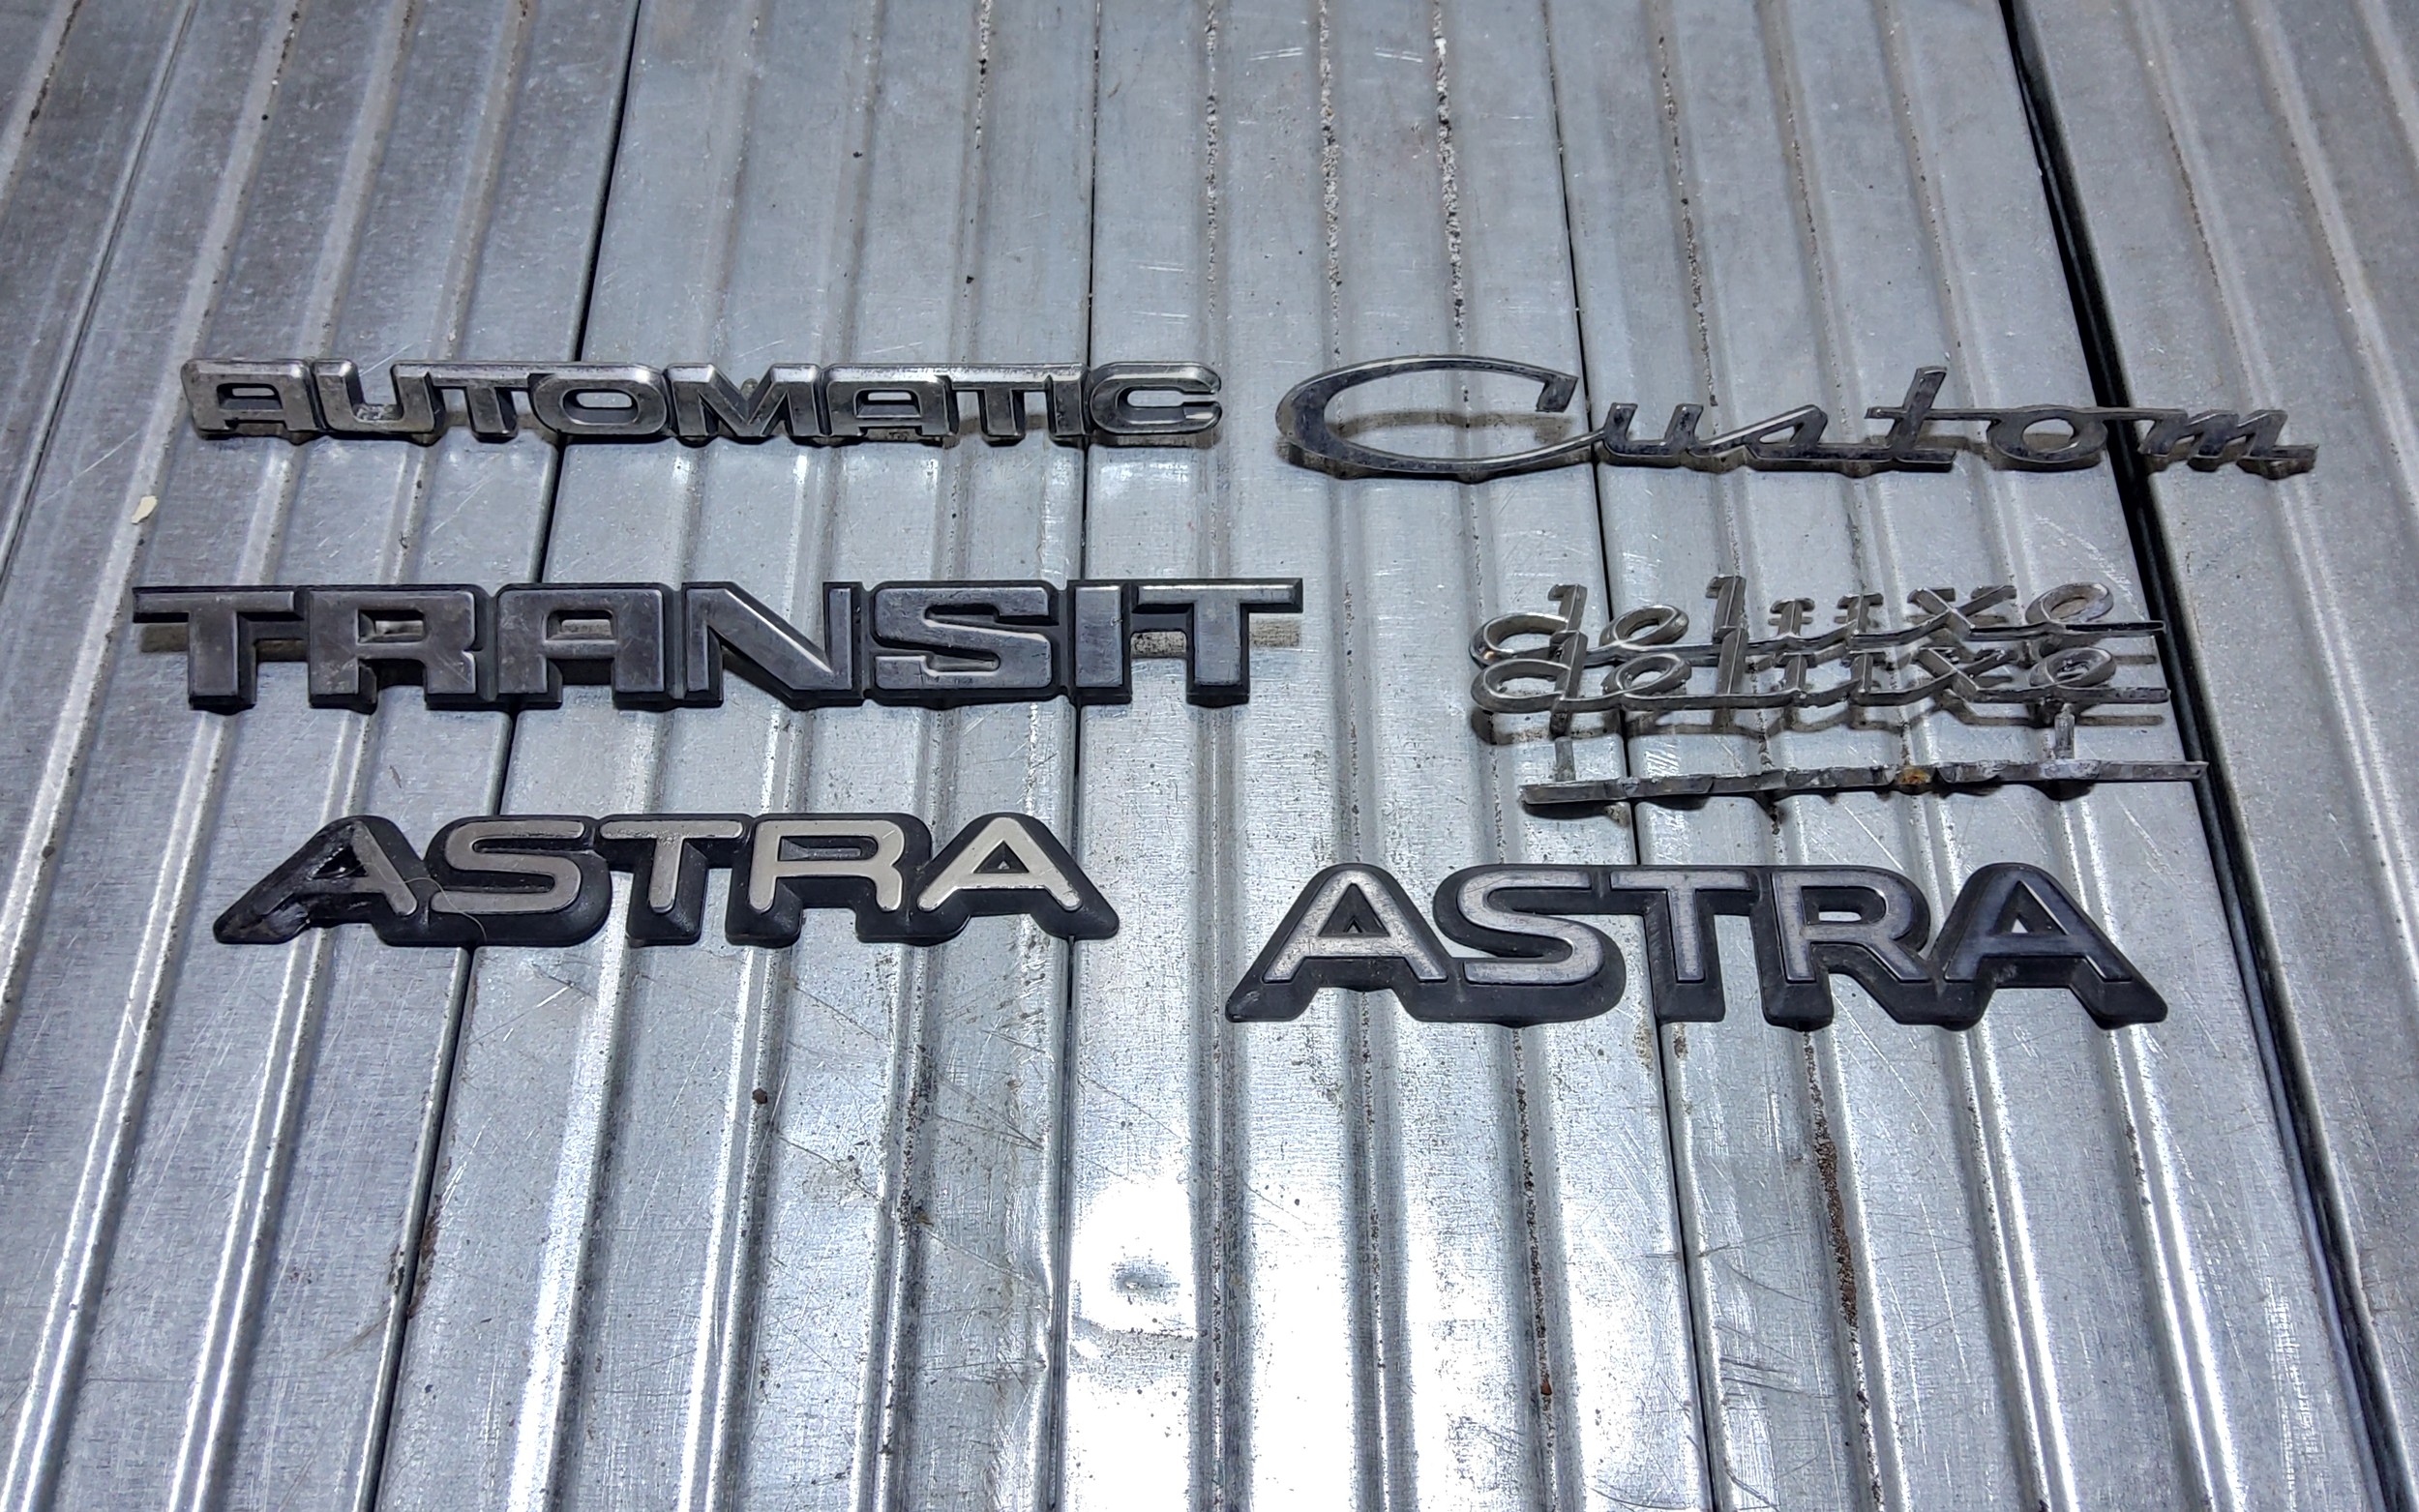 AUTOMATIC Custom
TRANSIT deluxe
deluxe
ASTRA ASTRA